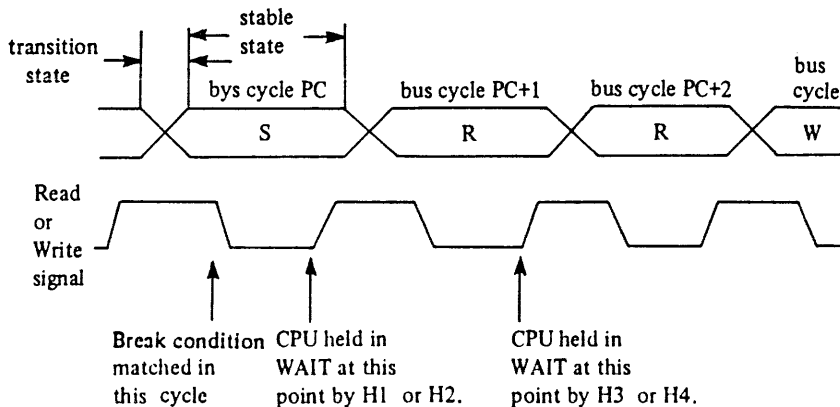 stable
transition
state
state
bys cycle PC
bus cycle PC+1
bus cycle PC+2
bus
cycle
S
R
R
W
Read
or
Write
signal
Break condition
matched in
this cycle
CPU held in
WAIT at this
point by H1 or H2.
CPU held in
WAIT at this
point by H3 or H4.